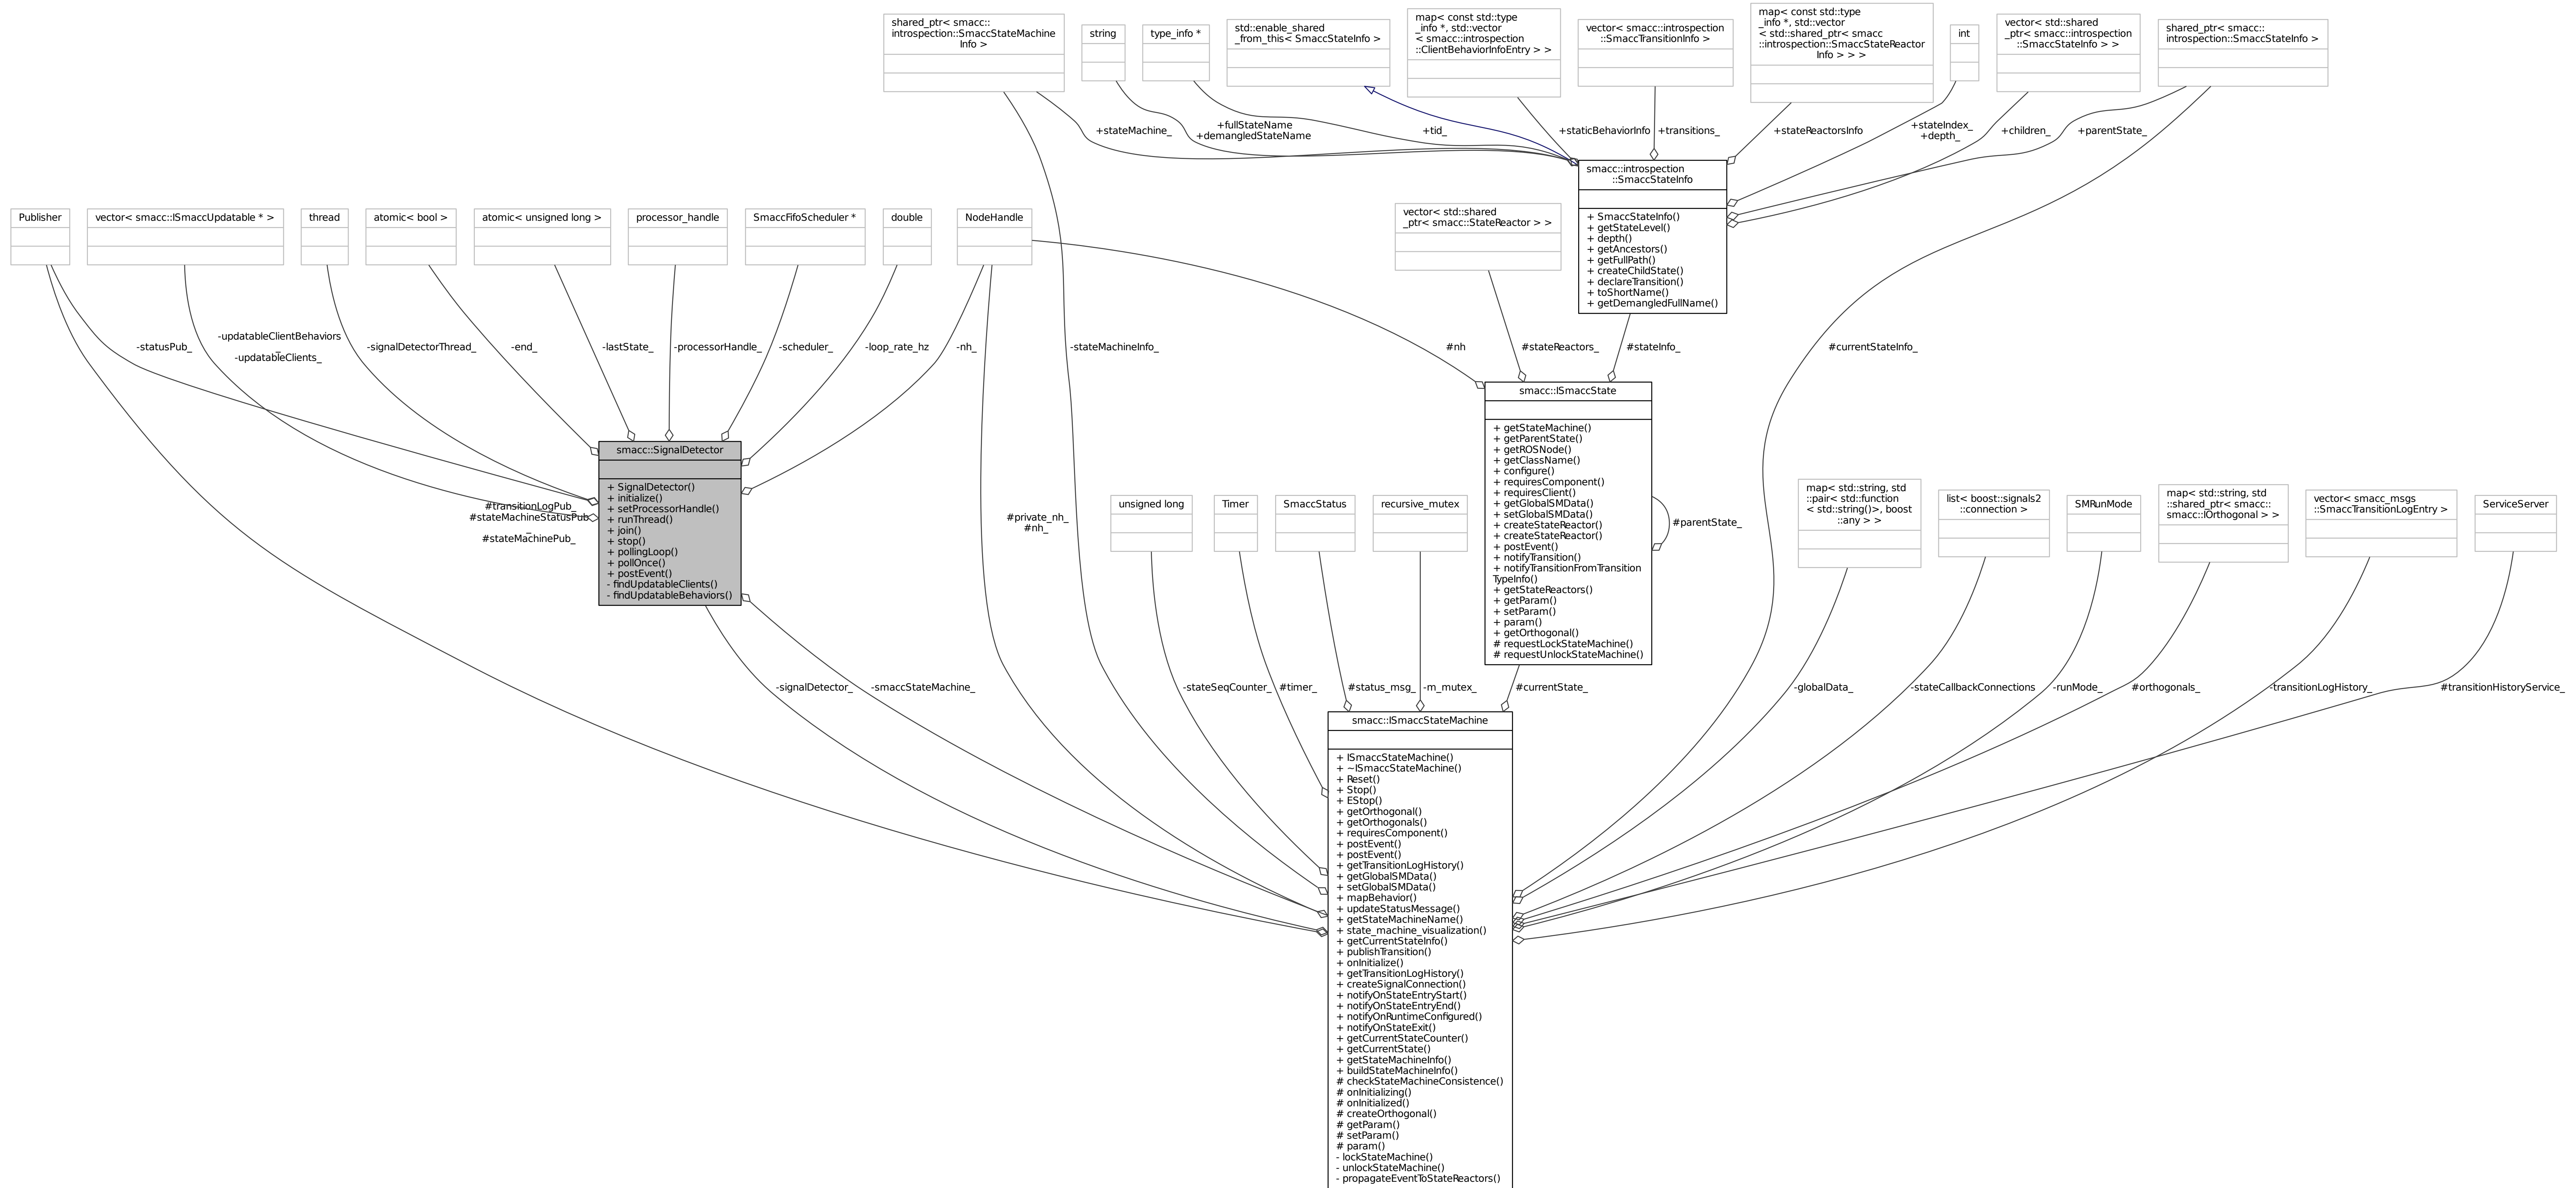 shared_ptr< smacc::
introspection::SmaccStateMachine
Info >
string
type_info *
std::enable_shared
_from_this< SmaccStateInfo >
map< const std::type
_info *, std::vector
< smacc::introspection
::ClientBehaviorInfoEntry > >
vector< smacc::introspection
::SmaccTransitionInfo >
map< const std::type
_info *, std::vector
< std::shared_ptr< smacc
::introspection::SmaccStateReactor
Info > > >
int
vector< std::shared
_ptr< smacc::introspection
::SmaccStateInfo > >
shared_ptr< smacc::
introspection::SmaccStateInfo >
+stateMachine_
+fullStateName
+demangledStateName
+tid_
+staticBehaviorInfo
+transitions_
+stateReactorsInfo
+stateIndex_
+depth_
+children_
+parentState_
smacc::introspection
::SmaccStateInfo
+ SmaccStateInfo()
+ getStateLevel()
+ depth()
+ getAncestors()
+ getFullPath()
+ createChildState()
+ declareTransition()
+ toShortName()
+ getDemangledFullName()
Publisher
vector< smacc::ISmaccUpdatable * >
thread
atomic< bool >
atomic< unsigned long >
processor_handle
SmaccFifoScheduler *
double
NodeHandle
vector< std::shared
_ptr< smacc::StateReactor > >
-statusPub_
-updatableClientBehaviors
_
-updatableClients_
-signalDetectorThread_
-end_
-lastState_
-processorHandle_
-scheduler_
-loop_rate_hz
-nh_
-stateMachineInfo_
#nh
#stateReactors_
#stateInfo_
#currentStateInfo_
smacc::SignalDetector
+ SignalDetector()
+ initialize()
+ setProcessorHandle()
+ runThread()
+ join()
+ stop()
+ pollingLoop()
+ pollOnce()
+ postEvent()
- findUpdatableClients()
- findUpdatableBehaviors()
#transitionLogPub_
#stateMachineStatusPub
_
#stateMachinePub_
#private_nh_
#nh_
smacc::ISmaccState
+ getStateMachine()
+ getParentState()
+ getROSNode()
+ getClassName()
+ configure()
+ requiresComponent()
+ requiresClient()
+ getGlobalSMData()
+ setGlobalSMData()
+ createStateReactor()
+ createStateReactor()
+ postEvent()
+ notifyTransition()
+ notifyTransitionFromTransition
TypeInfo()
+ getStateReactors()
+ getParam()
+ setParam()
+ param()
+ getOrthogonal()
# requestLockStateMachine()
# requestUnlockStateMachine()
#parentState_
unsigned long
Timer
SmaccStatus
recursive_mutex
map< std::string, std
::pair< std::function
< std::string()>, boost
::any > >
list< boost::signals2
::connection >
SMRunMode
map< std::string, std
::shared_ptr< smacc::
smacc::IOrthogonal > >
vector< smacc_msgs
::SmaccTransitionLogEntry >
ServiceServer
-signalDetector_
-smaccStateMachine_
-stateSeqCounter_
#timer_
#status_msg_
-m_mutex_
#currentState_
-globalData_
-stateCallbackConnections
-runMode_
#orthogonals_
-transitionLogHistory_
#transitionHistoryService_
smacc::ISmaccStateMachine
+ ISmaccStateMachine()
+ ~ISmaccStateMachine()
+ Reset()
+ Stop()
+ EStop()
+ getOrthogonal()
+ getOrthogonals()
+ requiresComponent()
+ postEvent()
+ postEvent()
+ getTransitionLogHistory()
+ getGlobalSMData()
+ setGlobalSMData()
+ mapBehavior()
+ updateStatusMessage()
+ getStateMachineName()
+ state_machine_visualization()
+ getCurrentStateInfo()
+ publishTransition()
+ onInitialize()
+ getTransitionLogHistory()
+ createSignalConnection()
+ notifyOnStateEntryStart()
+ notifyOnStateEntryEnd()
+ notifyOnRuntimeConfigured()
+ notifyOnStateExit()
+ getCurrentStateCounter()
+ getCurrentState()
+ getStateMachineInfo()
+ buildStateMachineInfo()
# checkStateMachineConsistence()
# onInitializing()
# onInitialized()
# createOrthogonal()
# getParam()
# setParam()
# param()
- lockStateMachine()
- unlockStateMachine()
- propagateEventToStateReactors()